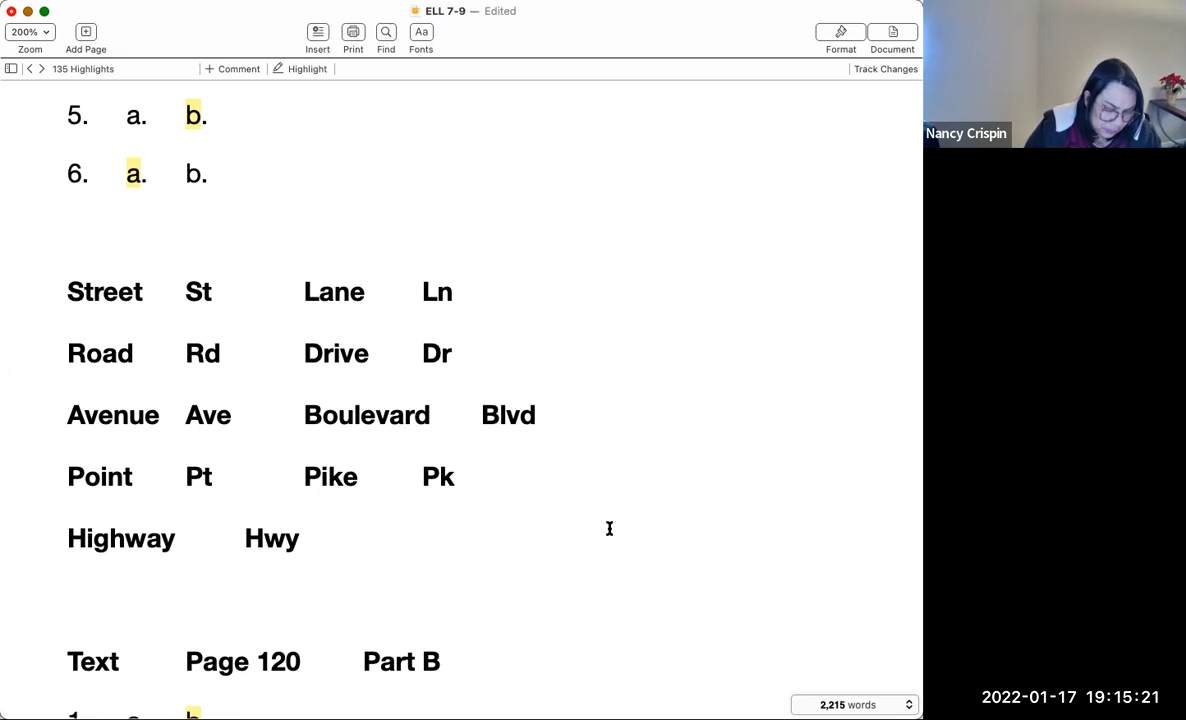 ELL 7-9 — Edited
200%
Zoom
Add Page
Insert
Print
Find
Aa
Fonts
Format
Document
135 Highlights
+ Comment
Highlight
Track Changes
5. a. b.
6. a. b.
Street St Lane Ln
Road Rd Drive Dr
Avenue Ave Boulevard Blvd
Point Pt Pike Pk
Highway Hwy
Text Page 120 Part B
1. a. b.
2,215 words
Nancy Crispin
2022-01-17 19:15:21